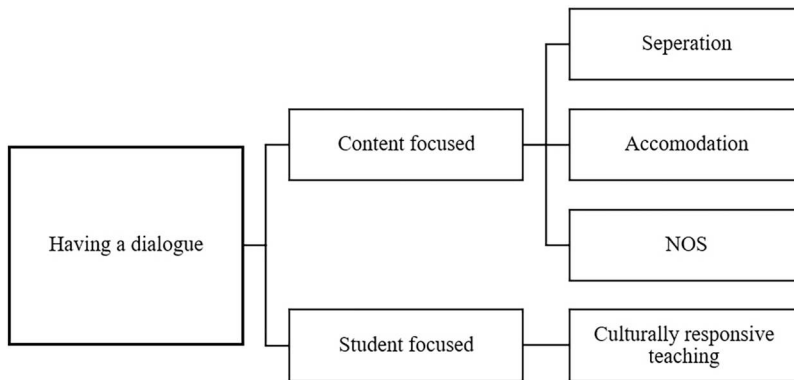 Seperation
Content focused
Accomodation
Having a dialogue
NOS
Student focused
Culturally responsive
teaching